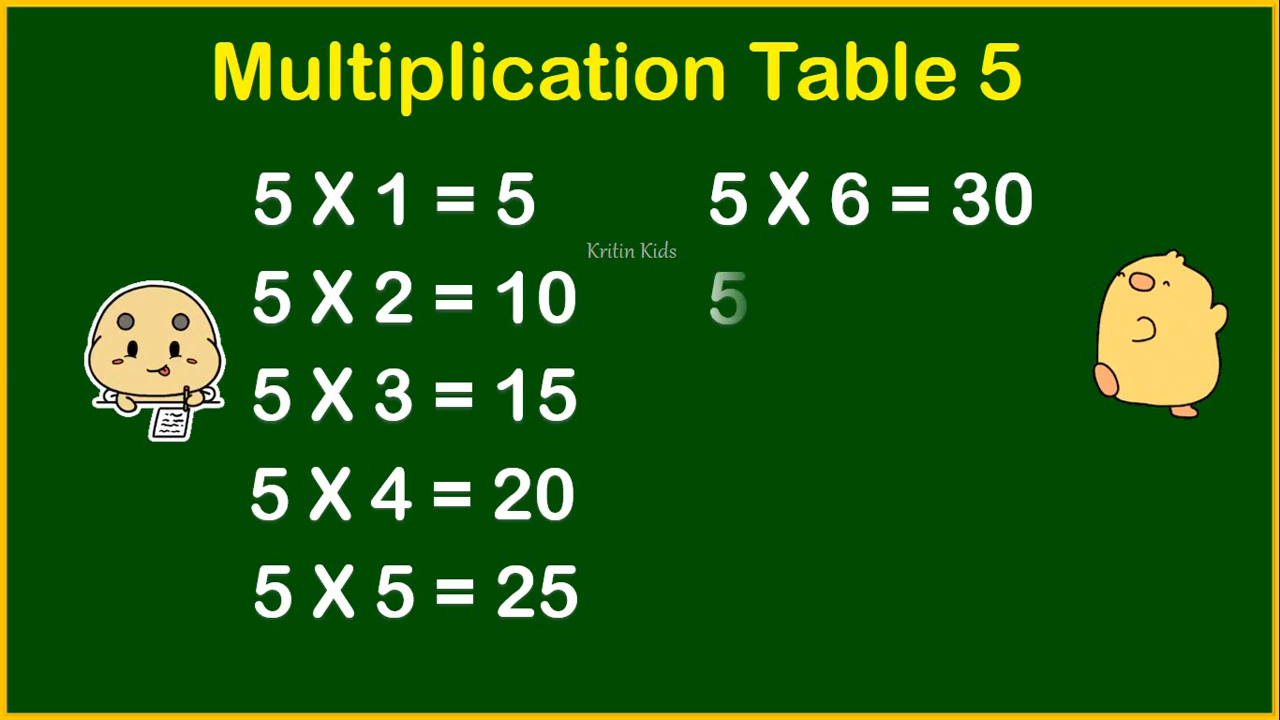 Multiplication Table 5
5 X 1 = 5
5 X 2 = 10
5 X 3 = 15
5 X 4 = 20
5 X 5 = 25
5 X 6 = 30
5
Kritin Kids